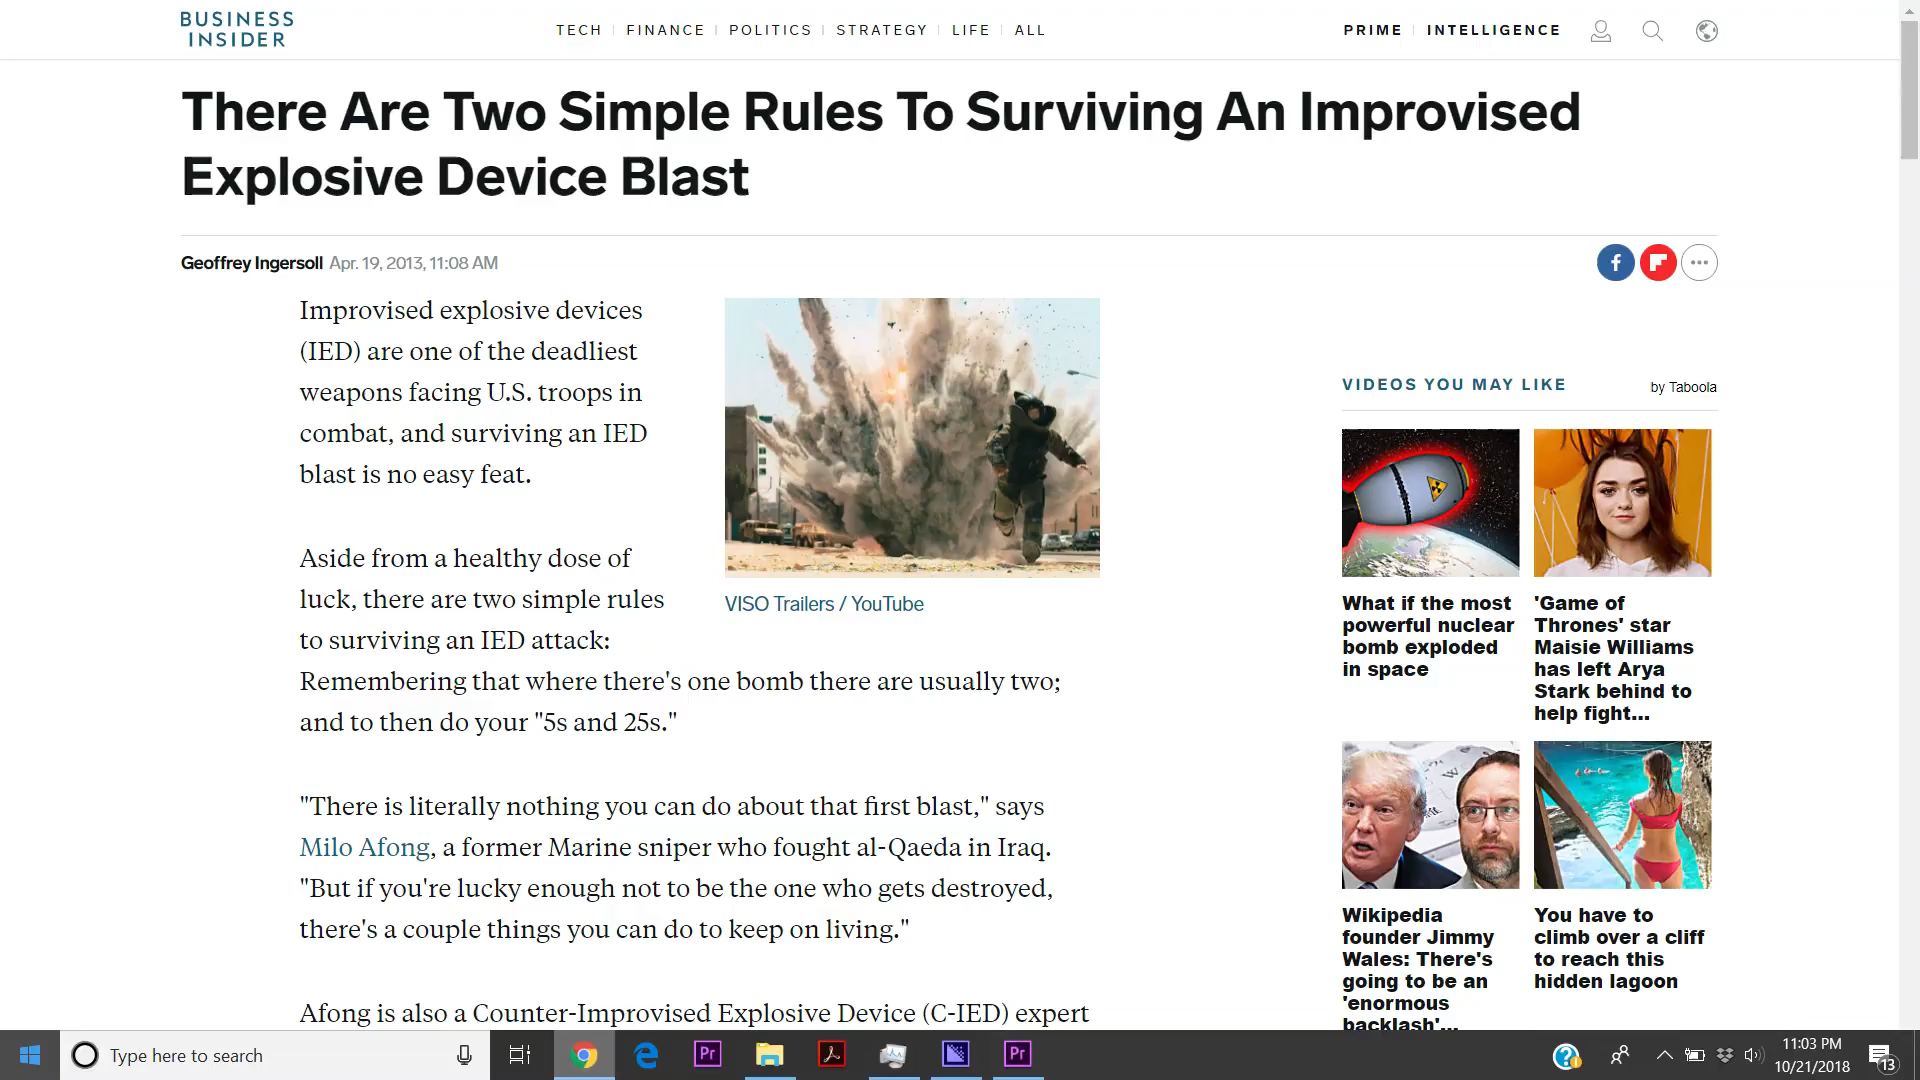 BUSINESS
INSIDER
TECH
FINANCE
POLITICS
STRATEGY
LIFE
ALL
PRIME
INTELLIGENCE
There Are Two Simple Rules To Surviving An Improvised
Explosive Device Blast
Geoffrey Ingersoll Apr. 19, 2013, 11:08 AM
Improvised explosive devices
(IED) are one of the deadliest
weapons facing U.S. troops in
combat, and surviving an IED
blast is no easy feat.
Aside from a healthy dose of
luck, there are two simple rules
to surviving an IED attack:
Remembering that where there's one bomb there are usually two;
and to then do your "5s and 25s."
VISO Trailers / YouTube
"There is literally nothing you can do about that first blast," says
Milo Afong, a former Marine sniper who fought al-Qaeda in Iraq.
"But if you're lucky enough not to be the one who gets destroyed,
there's a couple things you can do to keep on living."
Afong is also a Counter-Improvised Explosive Device (C-IED) expert
VIDEOS YOU MAY LIKE
by Taboola
What if the most
powerful nuclear
bomb exploded
in space
'Game of
Thrones' star
Maisie Williams
has left Arya
Stark behind to
help fight...
Wikipedia
founder Jimmy
Wales: There's
going to be an
'enormous
backlash'...
You have to
climb over a cliff
to reach this
hidden lagoon
Type here to search
Pr
Pr
11:03 PM
10/21/2018
13